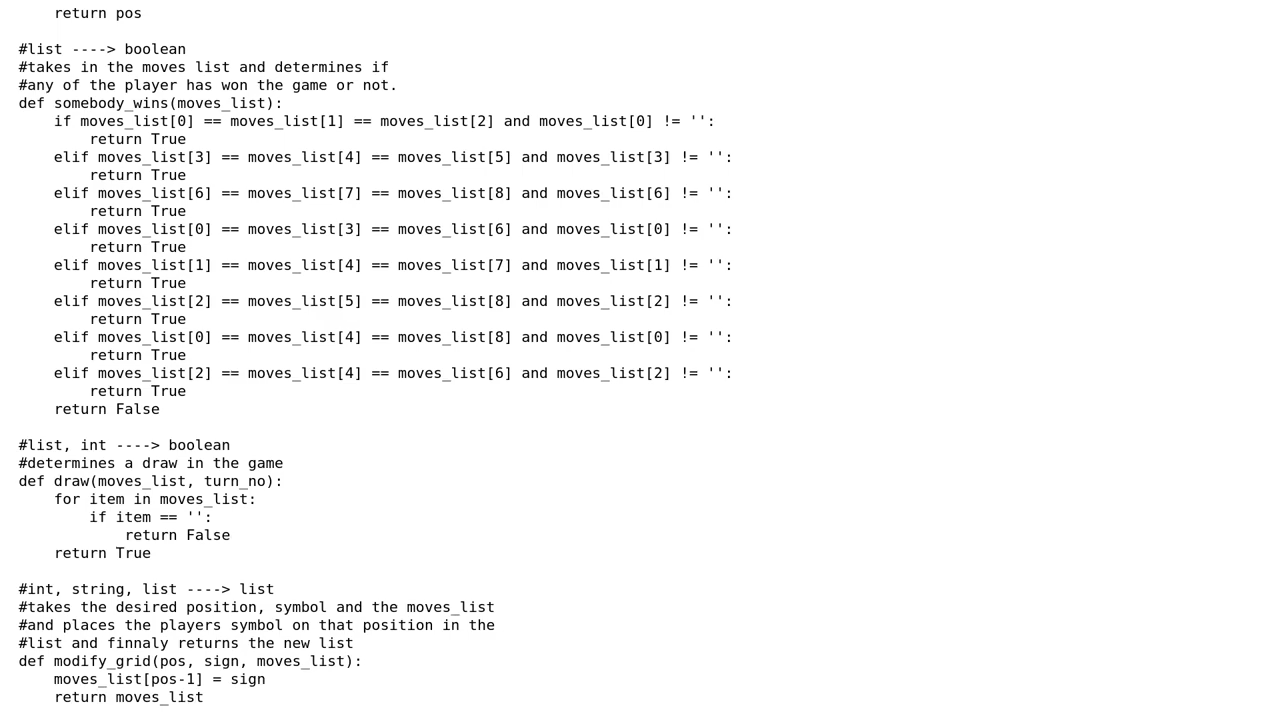 return pos

#list ----> boolean
#takes in the moves list and determines if
#any of the player has won the game or not.
def somebody_wins(moves_list):
    if moves_list[0] == moves_list[1] == moves_list[2] and moves_list[0] != '':
        return True
    elif moves_list[3] == moves_list[4] == moves_list[5] and moves_list[3] != '':
        return True
    elif moves_list[6] == moves_list[7] == moves_list[8] and moves_list[6] != '':
        return True
    elif moves_list[0] == moves_list[3] == moves_list[6] and moves_list[0] != '':
        return True
    elif moves_list[1] == moves_list[4] == moves_list[7] and moves_list[1] != '':
        return True
    elif moves_list[2] == moves_list[5] == moves_list[8] and moves_list[2] != '':
        return True
    elif moves_list[0] == moves_list[4] == moves_list[8] and moves_list[0] != '':
        return True
    elif moves_list[2] == moves_list[4] == moves_list[6] and moves_list[2] != '':
        return True
    return False

#list, int ----> boolean
#determines a draw in the game
def draw(moves_list, turn_no):
    for item in moves_list:
        if item == '':
            return False
    return True

#int, string, list ----> list
#takes the desired position, symbol and the moves_list
#and places the players symbol on that position in the
#list and finnaly returns the new list
def modify_grid(pos, sign, moves_list):
    moves_list[pos-1] = sign
    return moves_list